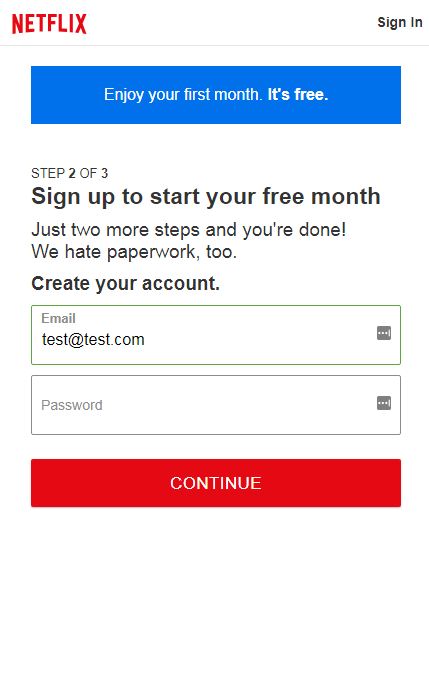 NETFLIX
Sign In
Enjoy your first month. It's free.
STEP 2 OF 3
Sign up to start your free month
Just two more steps and you're done!
We hate paperwork, too.
Create your account.
Email
test@test.com
Password
CONTINUE